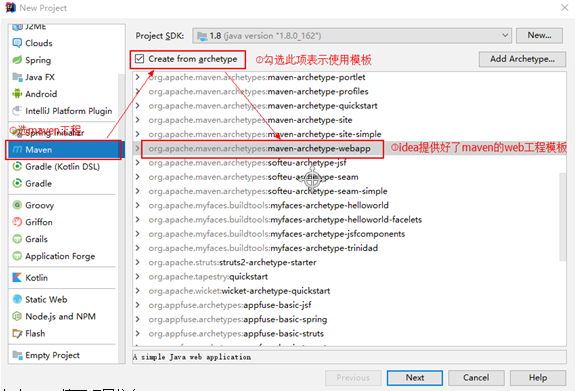 New Project
J2ME
Clouds
Spring
Java FX
Android
IntelliJ Platform Plugin
①选maven工程
Spring Initializr
Maven
Gradle (Kotlin DSL)
Gradle
Groovy
Griffon
Grails
Application Forge
Kotlin
Static Web
Node.js and NPM
Flash
Empty Project
Project SDK:
1.8 (java version "1.8.0_162")
New...
Create from archetype
①勾选此项表示使用模板
Add Archetype...
org.apache.maven.archetypes:maven-archetype-portlet
org.apache.maven.archetypes:maven-archetype-profiles
org.apache.maven.archetypes:maven-archetype-quickstart
org.apache.maven.archetypes:maven-archetype-site
org.apache.maven.archetypes:maven-archetype-site-simple
org.apache.maven.archetypes:maven-archetype-webapp
①idea提供好了maven的web工程模板
org.apache.maven.archetypes:softeu-archetype-jsf
org.apache.maven.archetypes:softeu-archetype-seam
org.apache.maven.archetypes:softeu-archetype-seam-simple
org.apache.myfaces.buildtools:myfaces-archetype-helloworld
org.apache.myfaces.buildtools:myfaces-archetype-helloworld-facelets
org.apache.myfaces.buildtools:myfaces-archetype-jsfcomponents
org.apache.myfaces.buildtools:myfaces-archetype-trinidad
org.apache.struts:struts2-archetype-starter
org.apache.tapestry:quickstart
org.apache.wicket:wicket-archetype-quickstart
org.appfuse.archetypes:appfuse-basic-jsf
org.appfuse.archetypes:appfuse-basic-spring
org.appfuse.archetypes:appfuse-basic-struts
A simple Java web application
Previous
Next
Cancel
Help